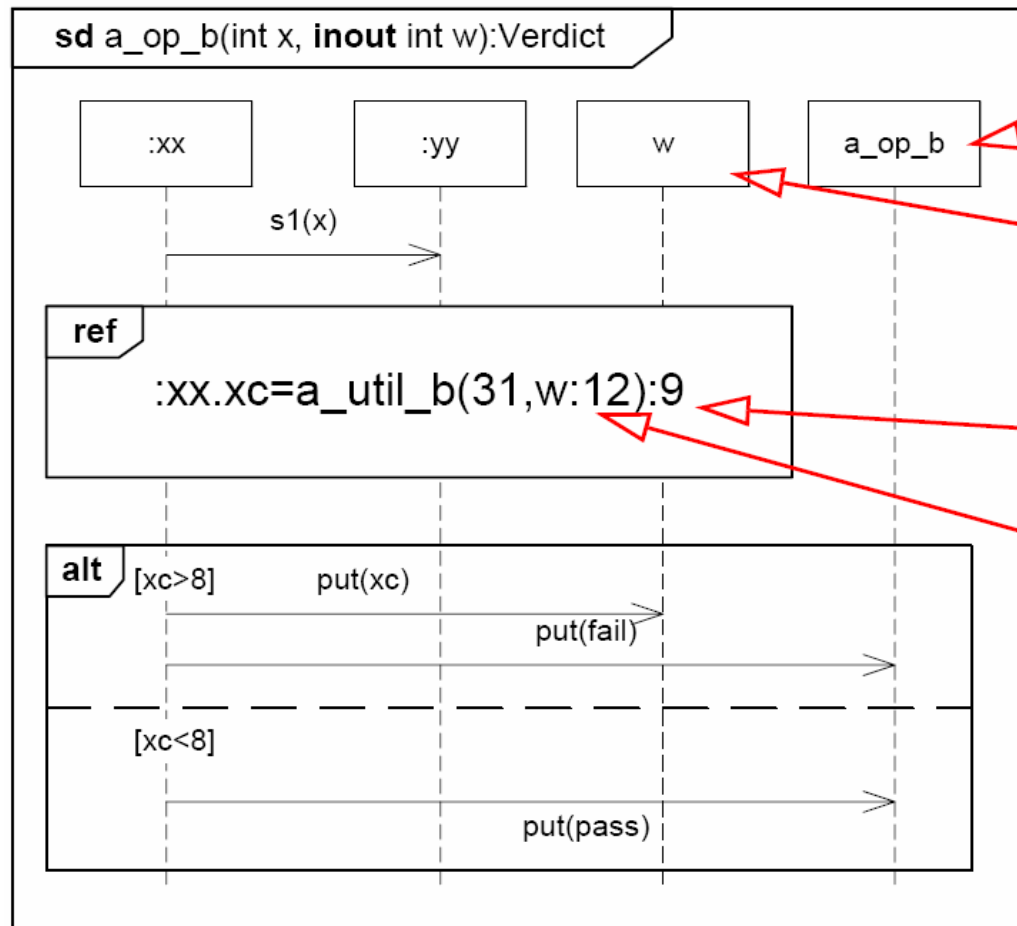 sd a_op_b(int x, inout int w):Verdict
:xx
:yy
w
a_op_b
s1(x)
ref
:xx.xc=a_util_b(31,w:12):9
alt
[xc>8]
put(xc)
put(fail)
[xc<8]
put(pass)